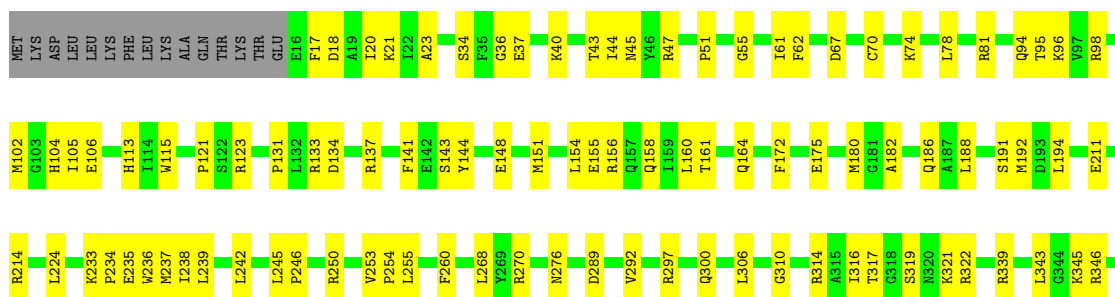 MET LYS ASP LEU LEU LYS PHE LEU LYS ALA GLN THR LYS THR GLU E16 F17 D18 A19 I20 K21 I22 A23 S34 F35 G36 E37 K40 T43 I44 N45 Y46 R47 P51 G55 I61 F62 D67 C70 K74 L78 R81 Q94 T95 K96 V97 R98
M102 G103 H104 I105 E106 H113 I114 W115 P121 S122 R123 P131 L132 R133 D134 R137 F141 E142 S143 Y144 E148 M151 L154 E155 R156 Q157 Q158 I159 L160 T161 Q164 F172 E175 M180 G181 A182 Q186 A187 L188 S191 M192 D193 L194 E211
R214 L224 K233 P234 E235 W236 M237 I238 L239 L242 L245 P246 R250 V253 P254 L255 F260 L268 Y269 R270 N276 D289 V292 R297 Q300 L306 G310 R314 A315 I316 T317 G318 S319 N320 K321 R322 R339 L343 G344 K345 R346